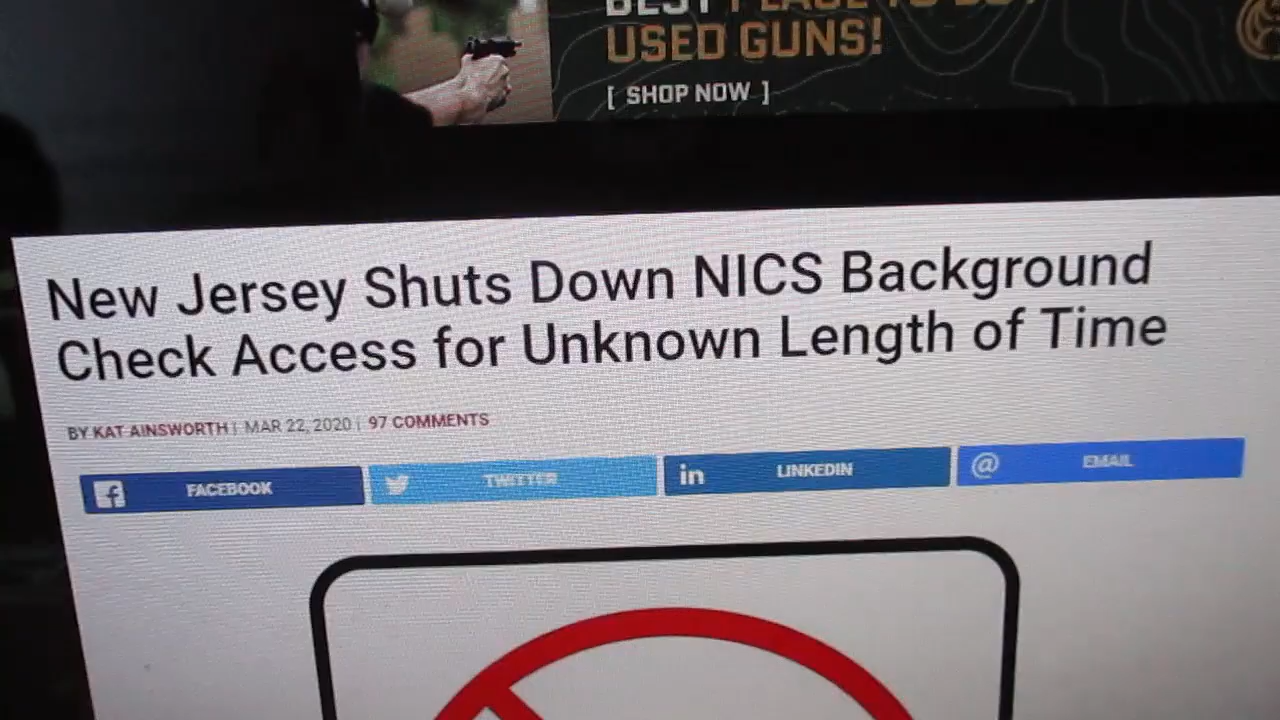 USED GUNS!
[ SHOP NOW ]
New Jersey Shuts Down NICS Background
Check Access for Unknown Length of Time
BY KAT AINSWORTH | MAR 22, 2020 | 97 COMMENTS
FACEBOOK
TWITTER
in LINKEDIN
@ EMAIL